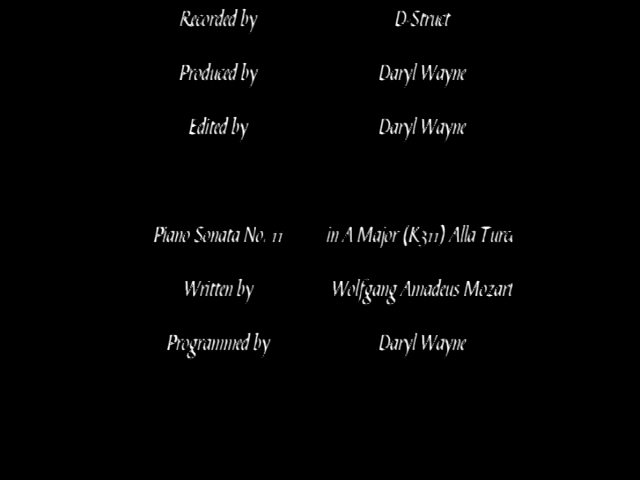 Recorded by D-Struct
Produced by Daryl Wayne
Edited by Daryl Wayne
Piano Sonata No. 11 in A Major (K311) Alla Turca
Written by Wolfgang Amadeus Mozart
Programmed by Daryl Wayne